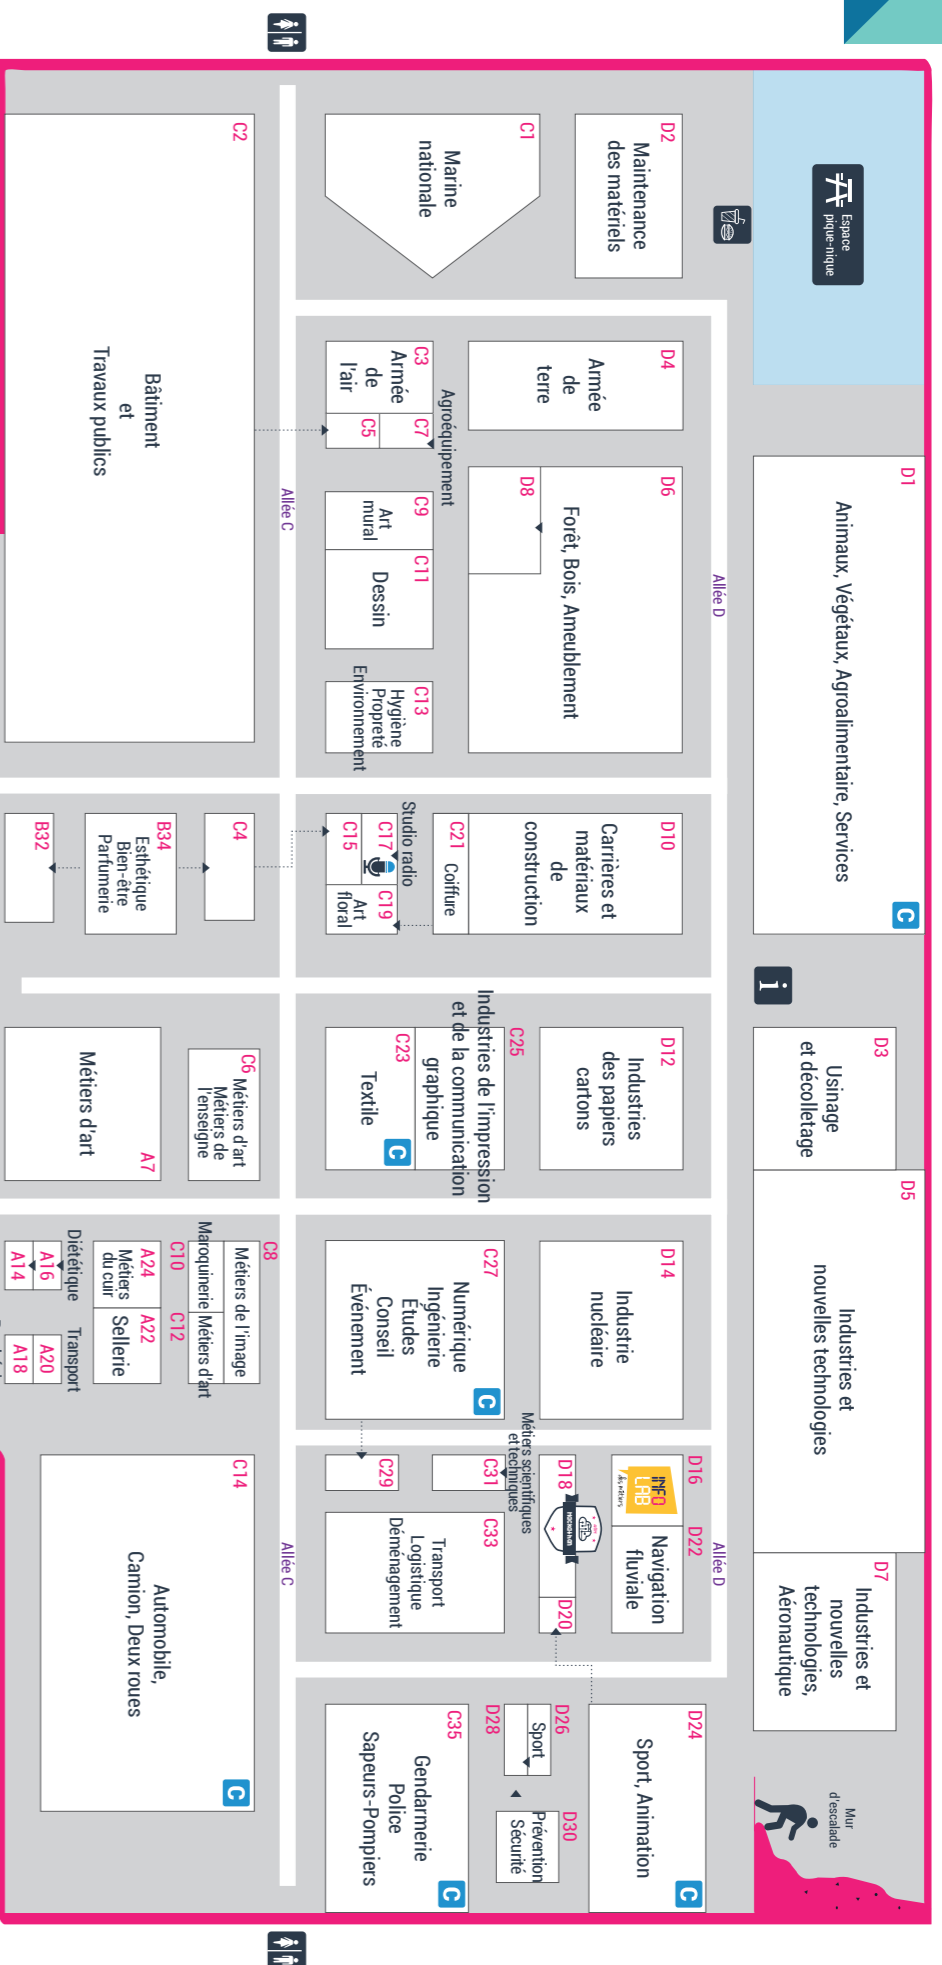 Espace
pique-nique
D1
Animaux, Végétaux, Agroalimentaire, Services
C
i
D3
Usinage
et décolletage
D5
Industries et
nouvelles technologies
D7
Industries et
nouvelles
technologies,
Aéronautique
Mur
d'escalade
Allée D
Allée D
D2
Maintenance
des matériels
C1
Marine
nationale
D4
Armée
de
terre
D6
Forêt, Bois, Ameublement
D8
C3
Armée
de
l'air
C7
C5
Agroéquipement
C9
Art
mural
C11
Dessin
C13
Hygiène
Propreté
Environnement
D10
Carrières et
matériaux
de
construction
C21
Coiffure
Studio radio
C17
C15
C19
Art
floral
D12
Industries
des papiers
cartons
C25
Industries de l'impression
et de la communication
graphique
C23
Textile
C
D14
Industrie
nucléaire
C27
Numérique
Ingénierie
Études
Conseil
Événement
C
D16
INFO
LAB
des métiers
D22
Navigation
fluviale
D18
HACKATHON
D20
Métiers scientifiques
et techniques
C31
C29
C33
Transport
Logistique
Déménagement
D24
Sport, Animation
C
D26
Sport
D28
D30
Prévention
Sécurité
C35
Gendarmerie
Police
Sapeurs-Pompiers
C
Allée C
Allée C
C2
Bâtiment
et
Travaux publics
C4
B34
Esthétique
Bien-être
Parfumerie
B32
C6
Métiers d'art
Métiers de
l'enseigne
Métiers d'art
A7
C8
Métiers de l'image
C10
Maroquinerie
C12
Métiers d'art
A24
Métiers
du cuir
A22
Sellerie
Diététique
A16
A14
Transport
A20
A18
C14
Automobile,
Camion, Deux roues
C